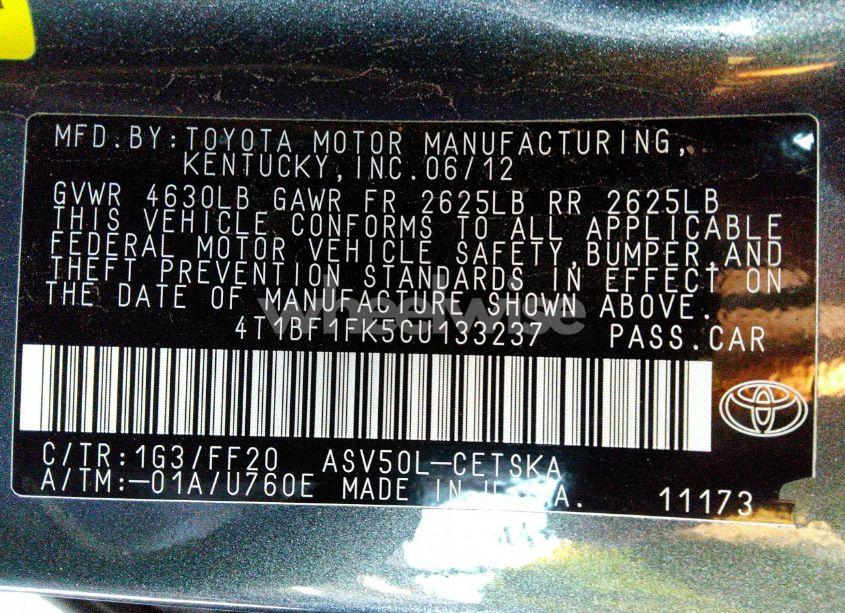 MFD.BY:TOYOTA MOTOR MANUFACTURING,
KENTUCKY,INC.06/12
GVWR 4630LB GAWR FR 2625LB RR 2625LB
THIS VEHICLE CONFORMS TO ALL APPLICABLE
FEDERAL MOTOR VEHICLE SAFETY,BUMPER,AND
THEFT PREVENTION STANDARDS IN EFFECT ON
THE DATE OF MANUFACTURE SHOWN ABOVE.
wheelwise
4T1BF1FK5CU133237 PASS.CAR
C/TR:1G3/FF20 ASV50L-CETSKA
A/TM:-01A/U760E MADE IN U.S.A. 11173